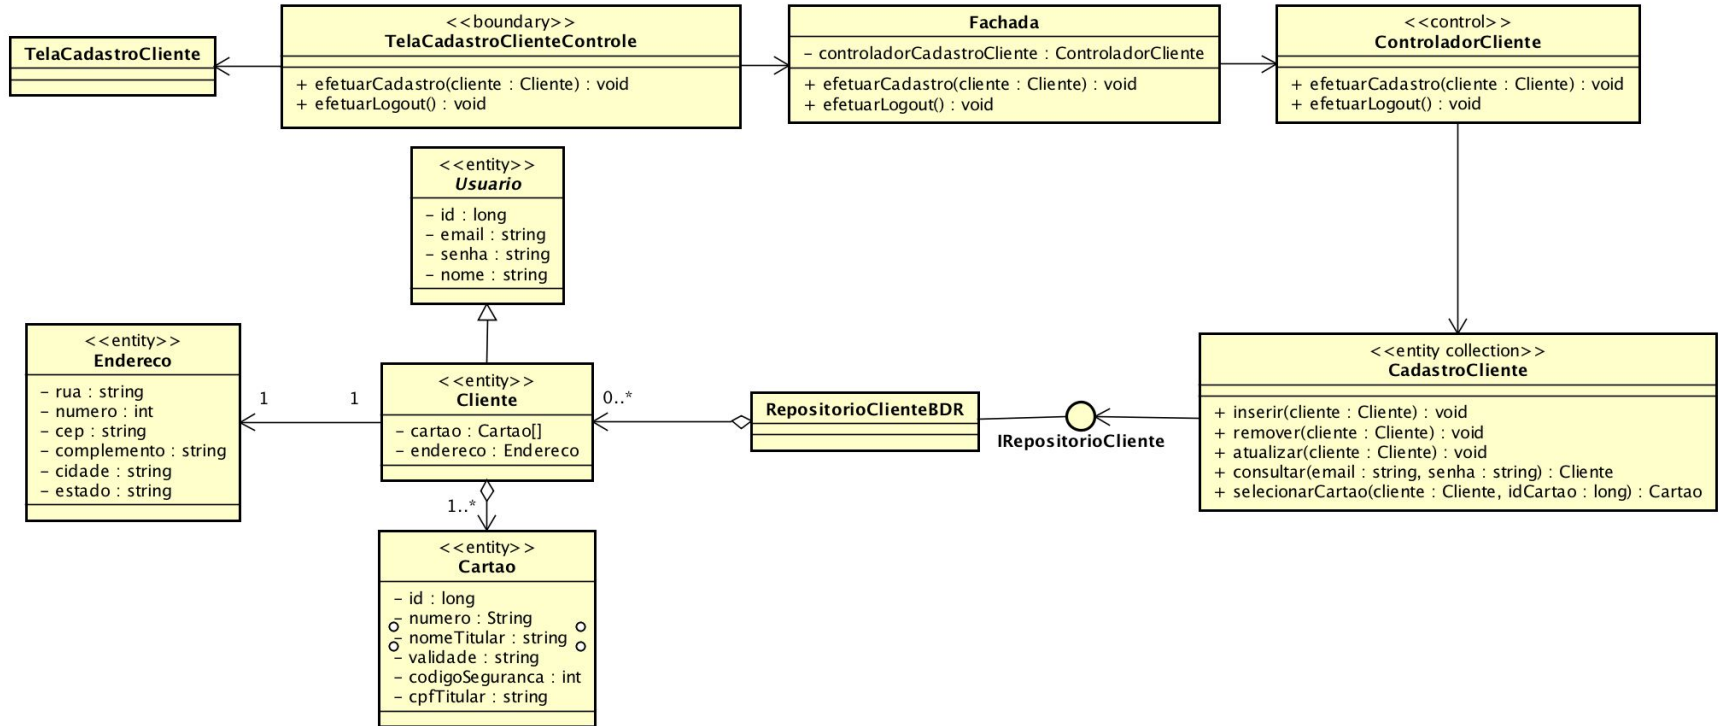 TelaCadastroCliente
<<boundary>>
TelaCadastroClienteControle
+ efetuarCadastro(cliente : Cliente) : void
+ efetuarLogout() : void
Fachada
- controladorCadastroCliente : ControladorCliente
+ efetuarCadastro(cliente : Cliente) : void
+ efetuarLogout() : void
<<control>>
ControladorCliente
+ efetuarCadastro(cliente : Cliente) : void
+ efetuarLogout() : void
<<entity>>
Usuario
- id : long
- email : string
- senha : string
- nome : string
<<entity>>
Endereco
- rua : string
- numero : int
- cep : string
- complemento : string
- cidade : string
- estado : string
1
1
<<entity>>
Cliente
- cartao : Cartao[]
- endereco : Endereco
0..*
1..*
RepositorioClienteBDR
IRepositorioCliente
<<entity collection>>
CadastroCliente
+ inserir(cliente : Cliente) : void
+ remover(cliente : Cliente) : void
+ atualizar(cliente : Cliente) : void
+ consultar(email : string, senha : string) : Cliente
+ selecionarCartao(cliente : Cliente, idCartao : long) : Cartao
<<entity>>
Cartao
- id : long
- numero : String
- nomeTitular : string
- validade : string
- codigoSeguranca : int
- cpfTitular : string